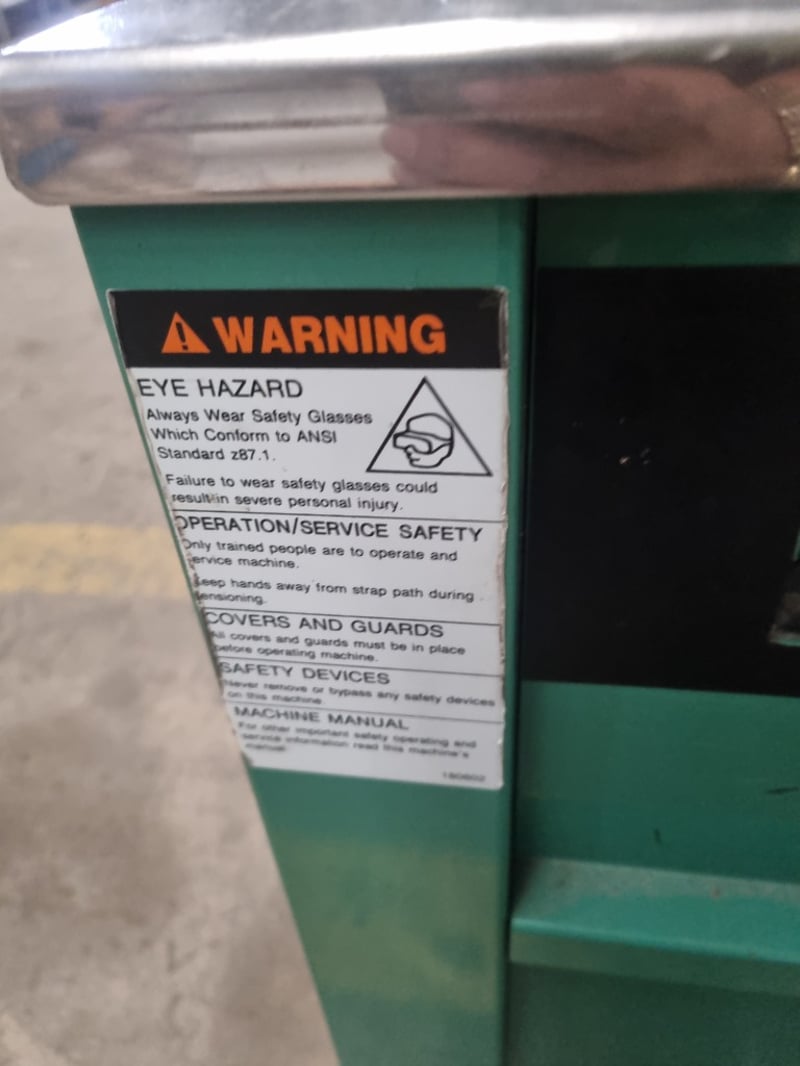 WARNING
EYE HAZARD
Always Wear Safety Glasses
Which Conform to ANSI
Standard z87.1.
Failure to wear safety glasses could
result in severe personal injury.
OPERATION/SERVICE SAFETY
Only trained people are to operate and
service machine.
Keep hands away from strap path during
tensioning.
COVERS AND GUARDS
All covers and guards must be in place
before operating machine.
SAFETY DEVICES
Never remove or bypass any safety devices
on this machine.
MACHINE MANUAL
For other important safety operating and
service information read this machine's
manual.